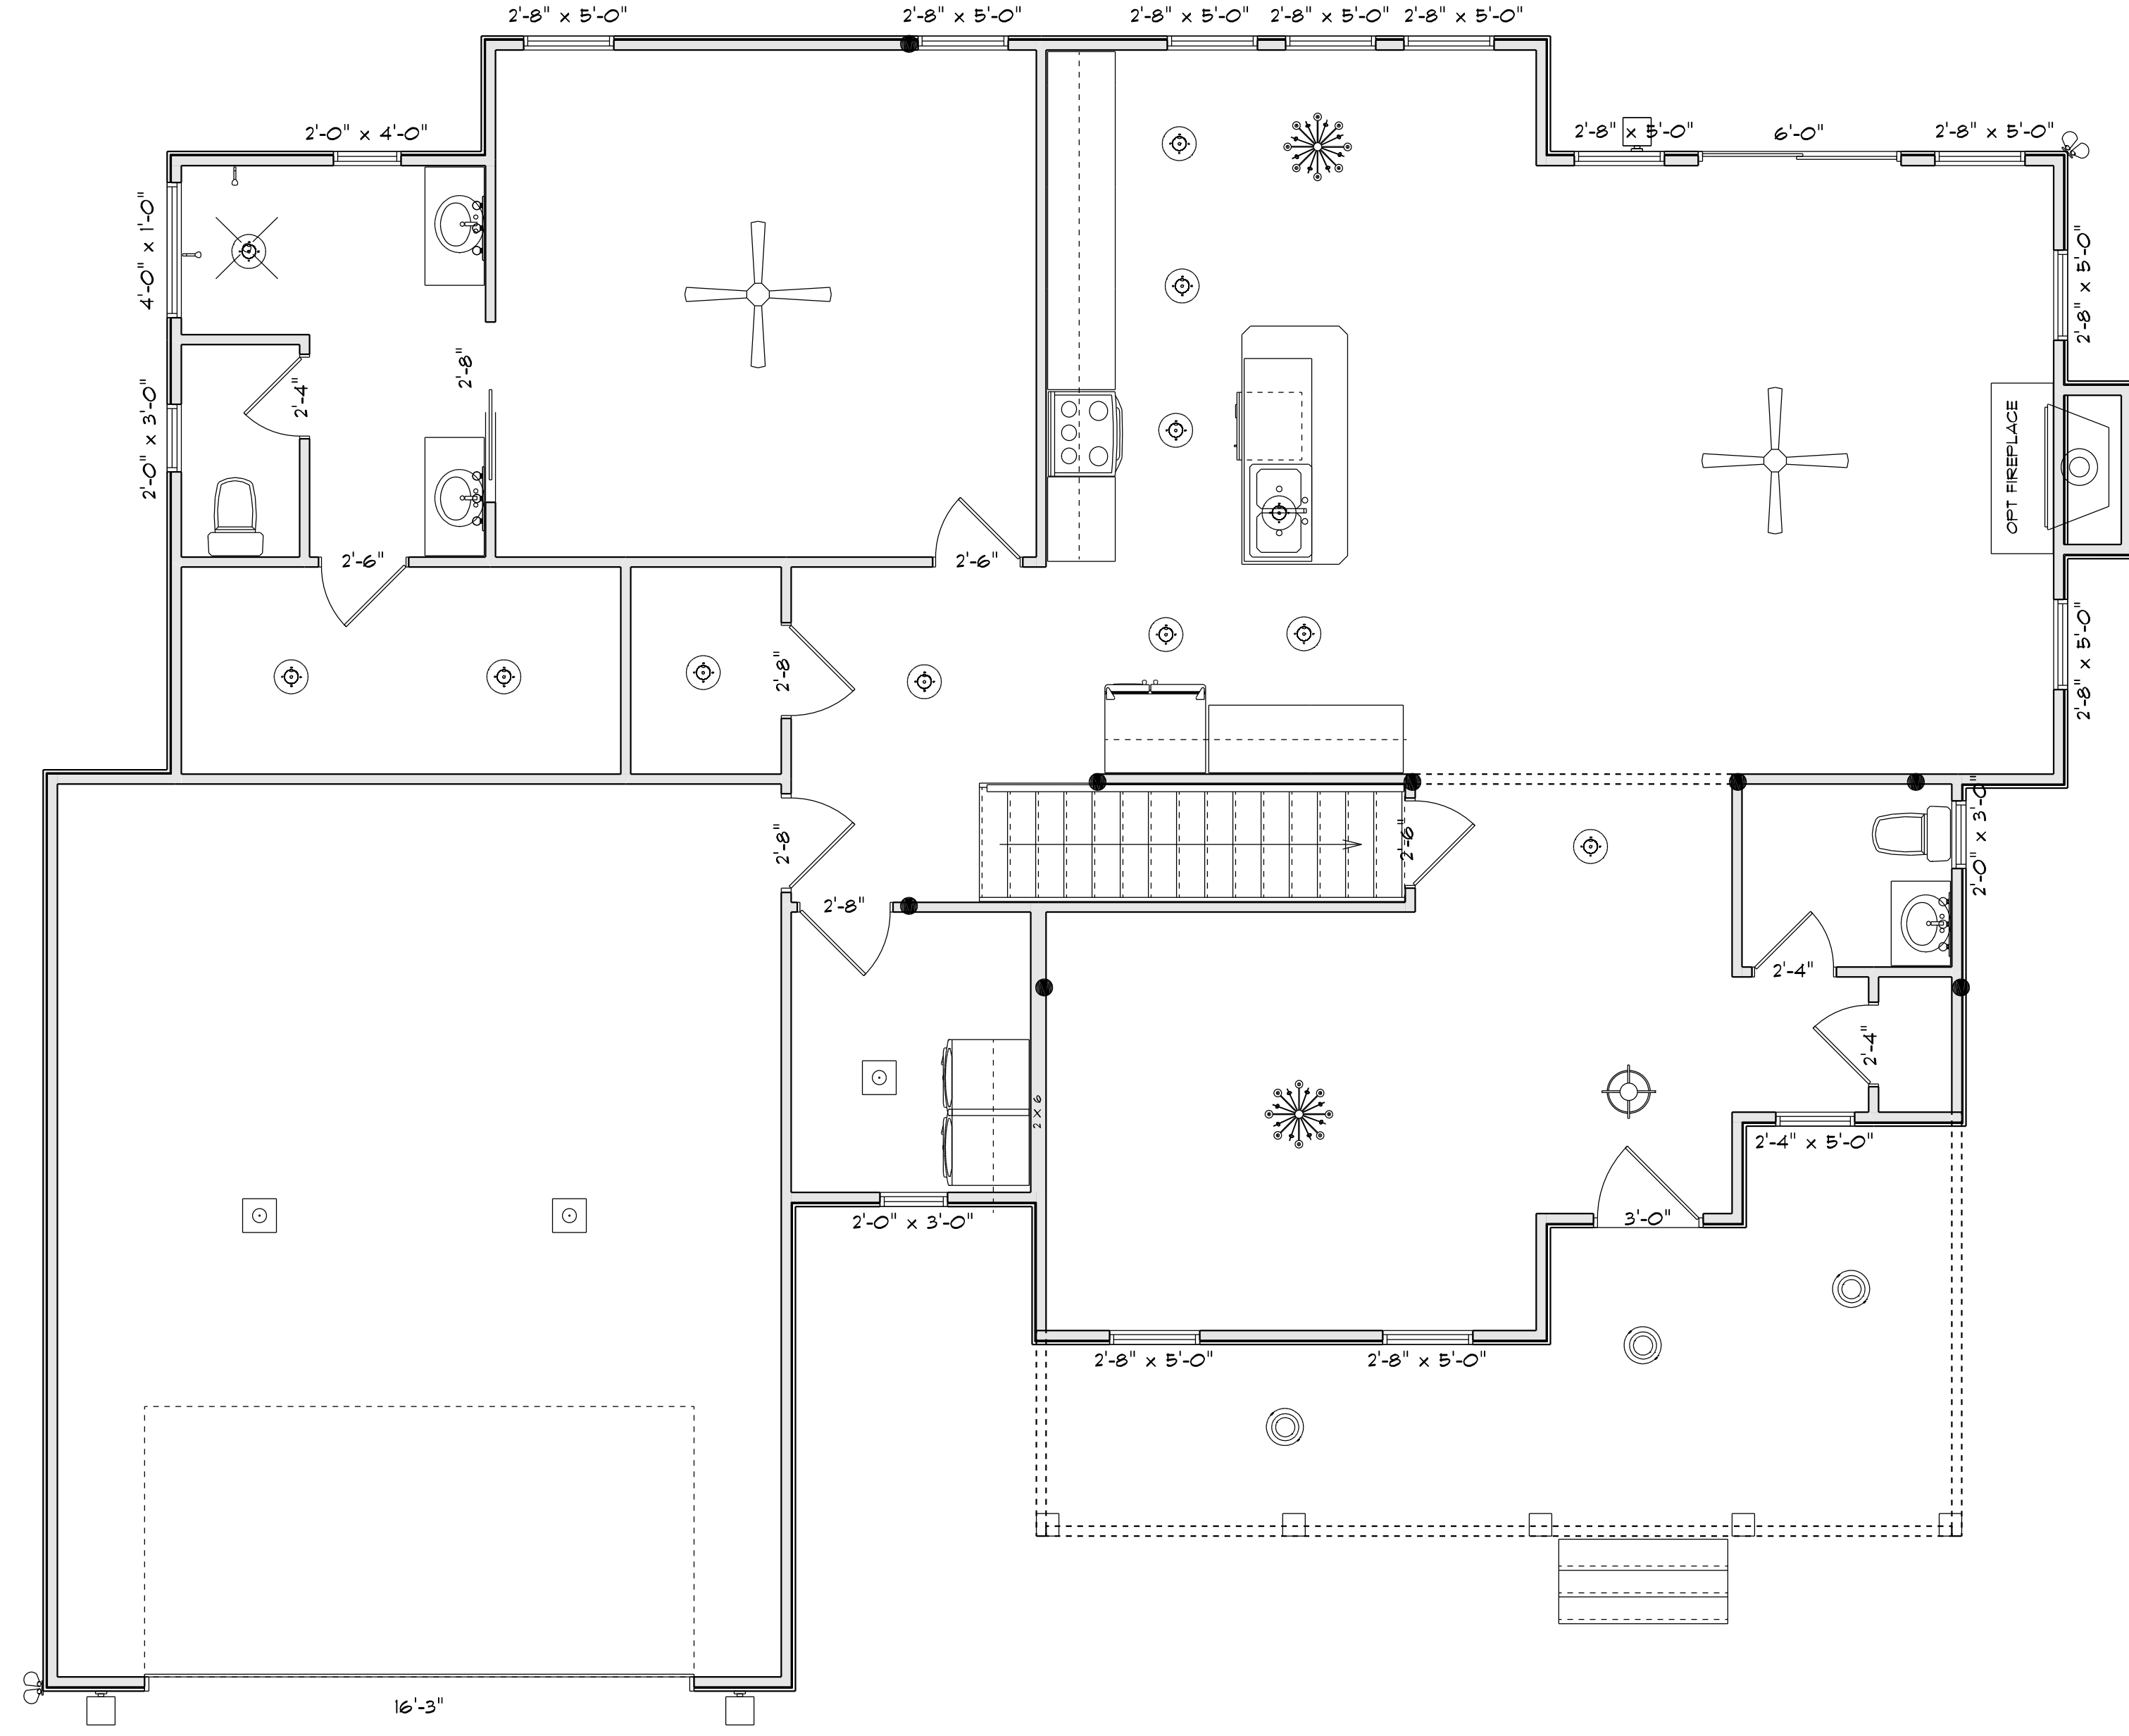 2'-8" x 5'-0"
2'-8" x 5'-0"
2'-8" x 5'-0"
2'-8" x 5'-0"
2'-8" x 5'-0"
2'-0" x 4'-0"
2'-8" x 5'-0"
6'-0"
2'-8" x 5'-0"
4'-0" x 1'-0"
2'-8" x 5'-0"
2'-8"
2'-4"
2'-0" x 3'-0"
OPT FIREPLACE
2'-6"
2'-6"
2'-8"
2'-8" x 5'-0"
2'-8"
2'-6"
2'-0" x 3'-0"
2'-8"
2'-4"
2'-4"
2 X 6
2'-4" x 5'-0"
2'-0" x 3'-0"
3'-0"
2'-8" x 5'-0"
2'-8" x 5'-0"
16'-3"